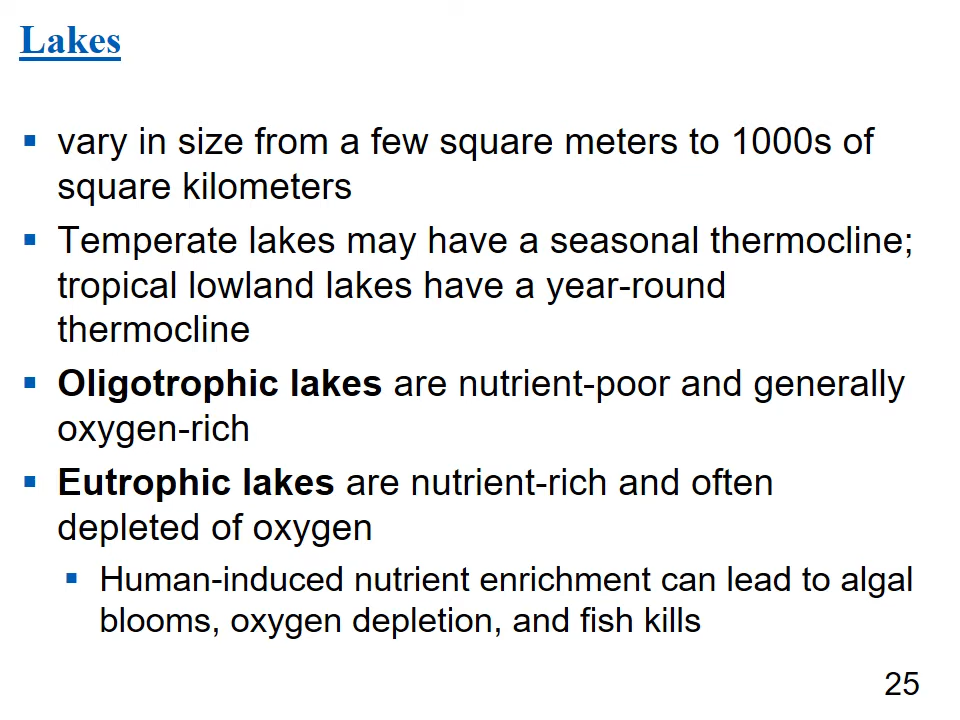 Lakes
▪ vary in size from a few square meters to 1000s of
square kilometers
▪ Temperate lakes may have a seasonal thermocline;
tropical lowland lakes have a year-round
thermocline
▪ Oligotrophic lakes are nutrient-poor and generally
oxygen-rich
▪ Eutrophic lakes are nutrient-rich and often
depleted of oxygen
▪ Human-induced nutrient enrichment can lead to algal
blooms, oxygen depletion, and fish kills
25